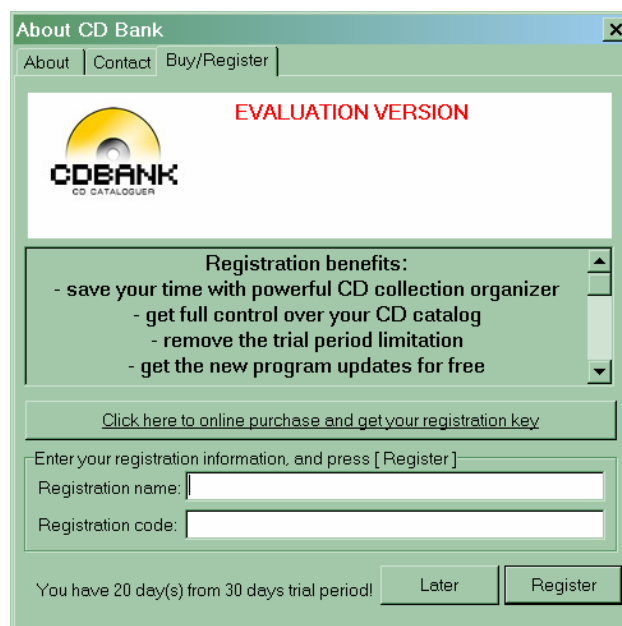 About CD Bank
About Contact Buy/Register
EVALUATION VERSION
CDBANK
CD CATALOGUER
Registration benefits:
- save your time with powerful CD collection organizer
- get full control over your CD catalog
- remove the trial period limitation
- get the new program updates for free
Click here to online purchase and get your registration key
Enter your registration information, and press [ Register ]
Registration name:
Registration code:
You have 20 day(s) from 30 days trial period! Later Register